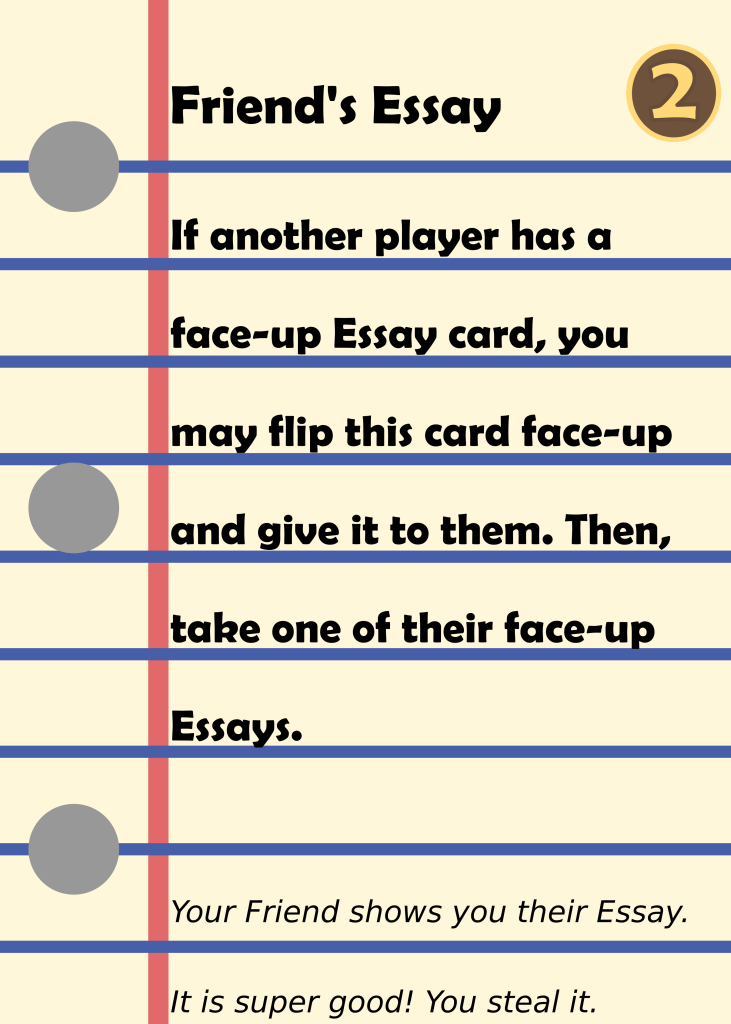 Friend's Essay
2
If another player has a
face-up Essay card, you
may flip this card face-up
and give it to them. Then,
take one of their face-up
Essays.
Your Friend shows you their Essay.
It is super good! You steal it.